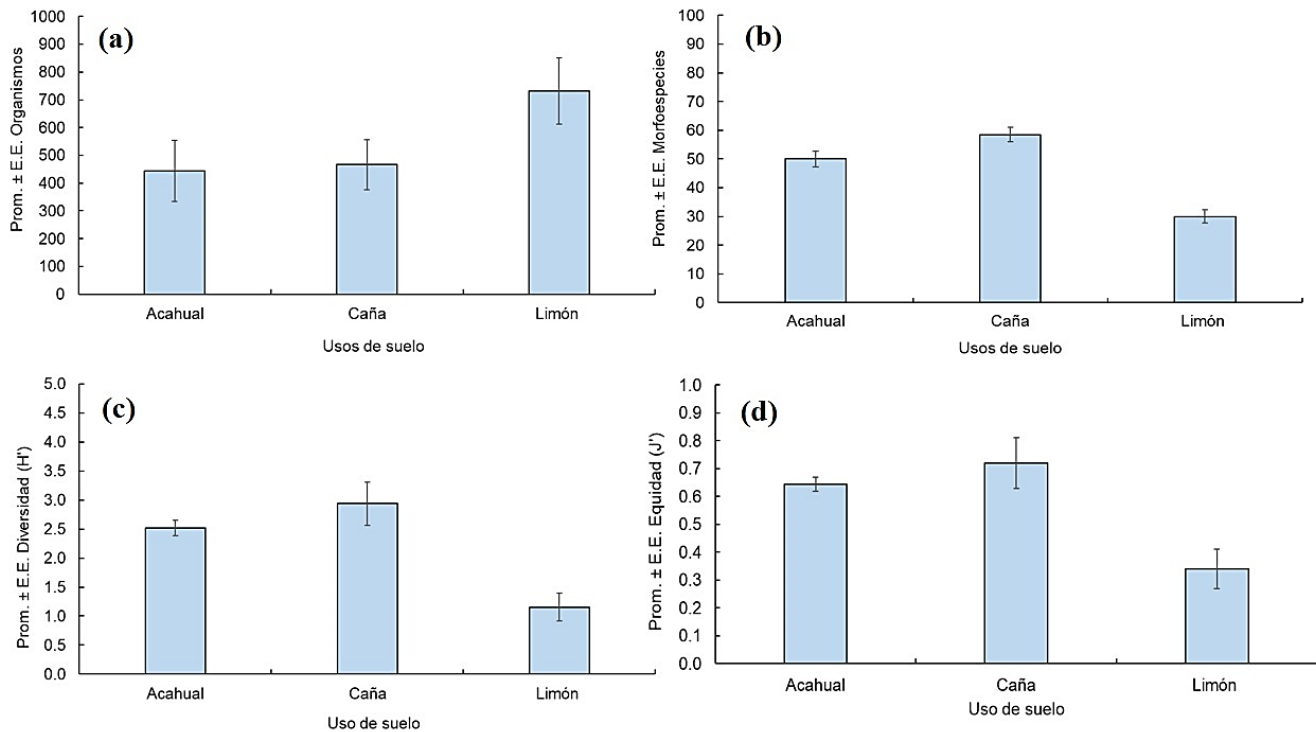 (a)
Prom. ± E.E. Organismos
1000
900
800
700
600
500
400
300
200
100
0
Acahual Caña Limón
Usos de suelo
(b)
Prom. ± E.E. Morfoespecies
100
90
80
70
60
50
40
30
20
10
0
Acahual Caña Limón
Usos de suelo
(c)
Prom. ± E.E. Diversidad (H')
5.0
4.5
4.0
3.5
3.0
2.5
2.0
1.5
1.0
0.5
0.0
Acahual Caña Limón
Uso de suelo
(d)
Prom. ± E.E. Equidad (J')
1.0
0.9
0.8
0.7
0.6
0.5
0.4
0.3
0.2
0.1
0.0
Acahual Caña Limón
Uso de suelo